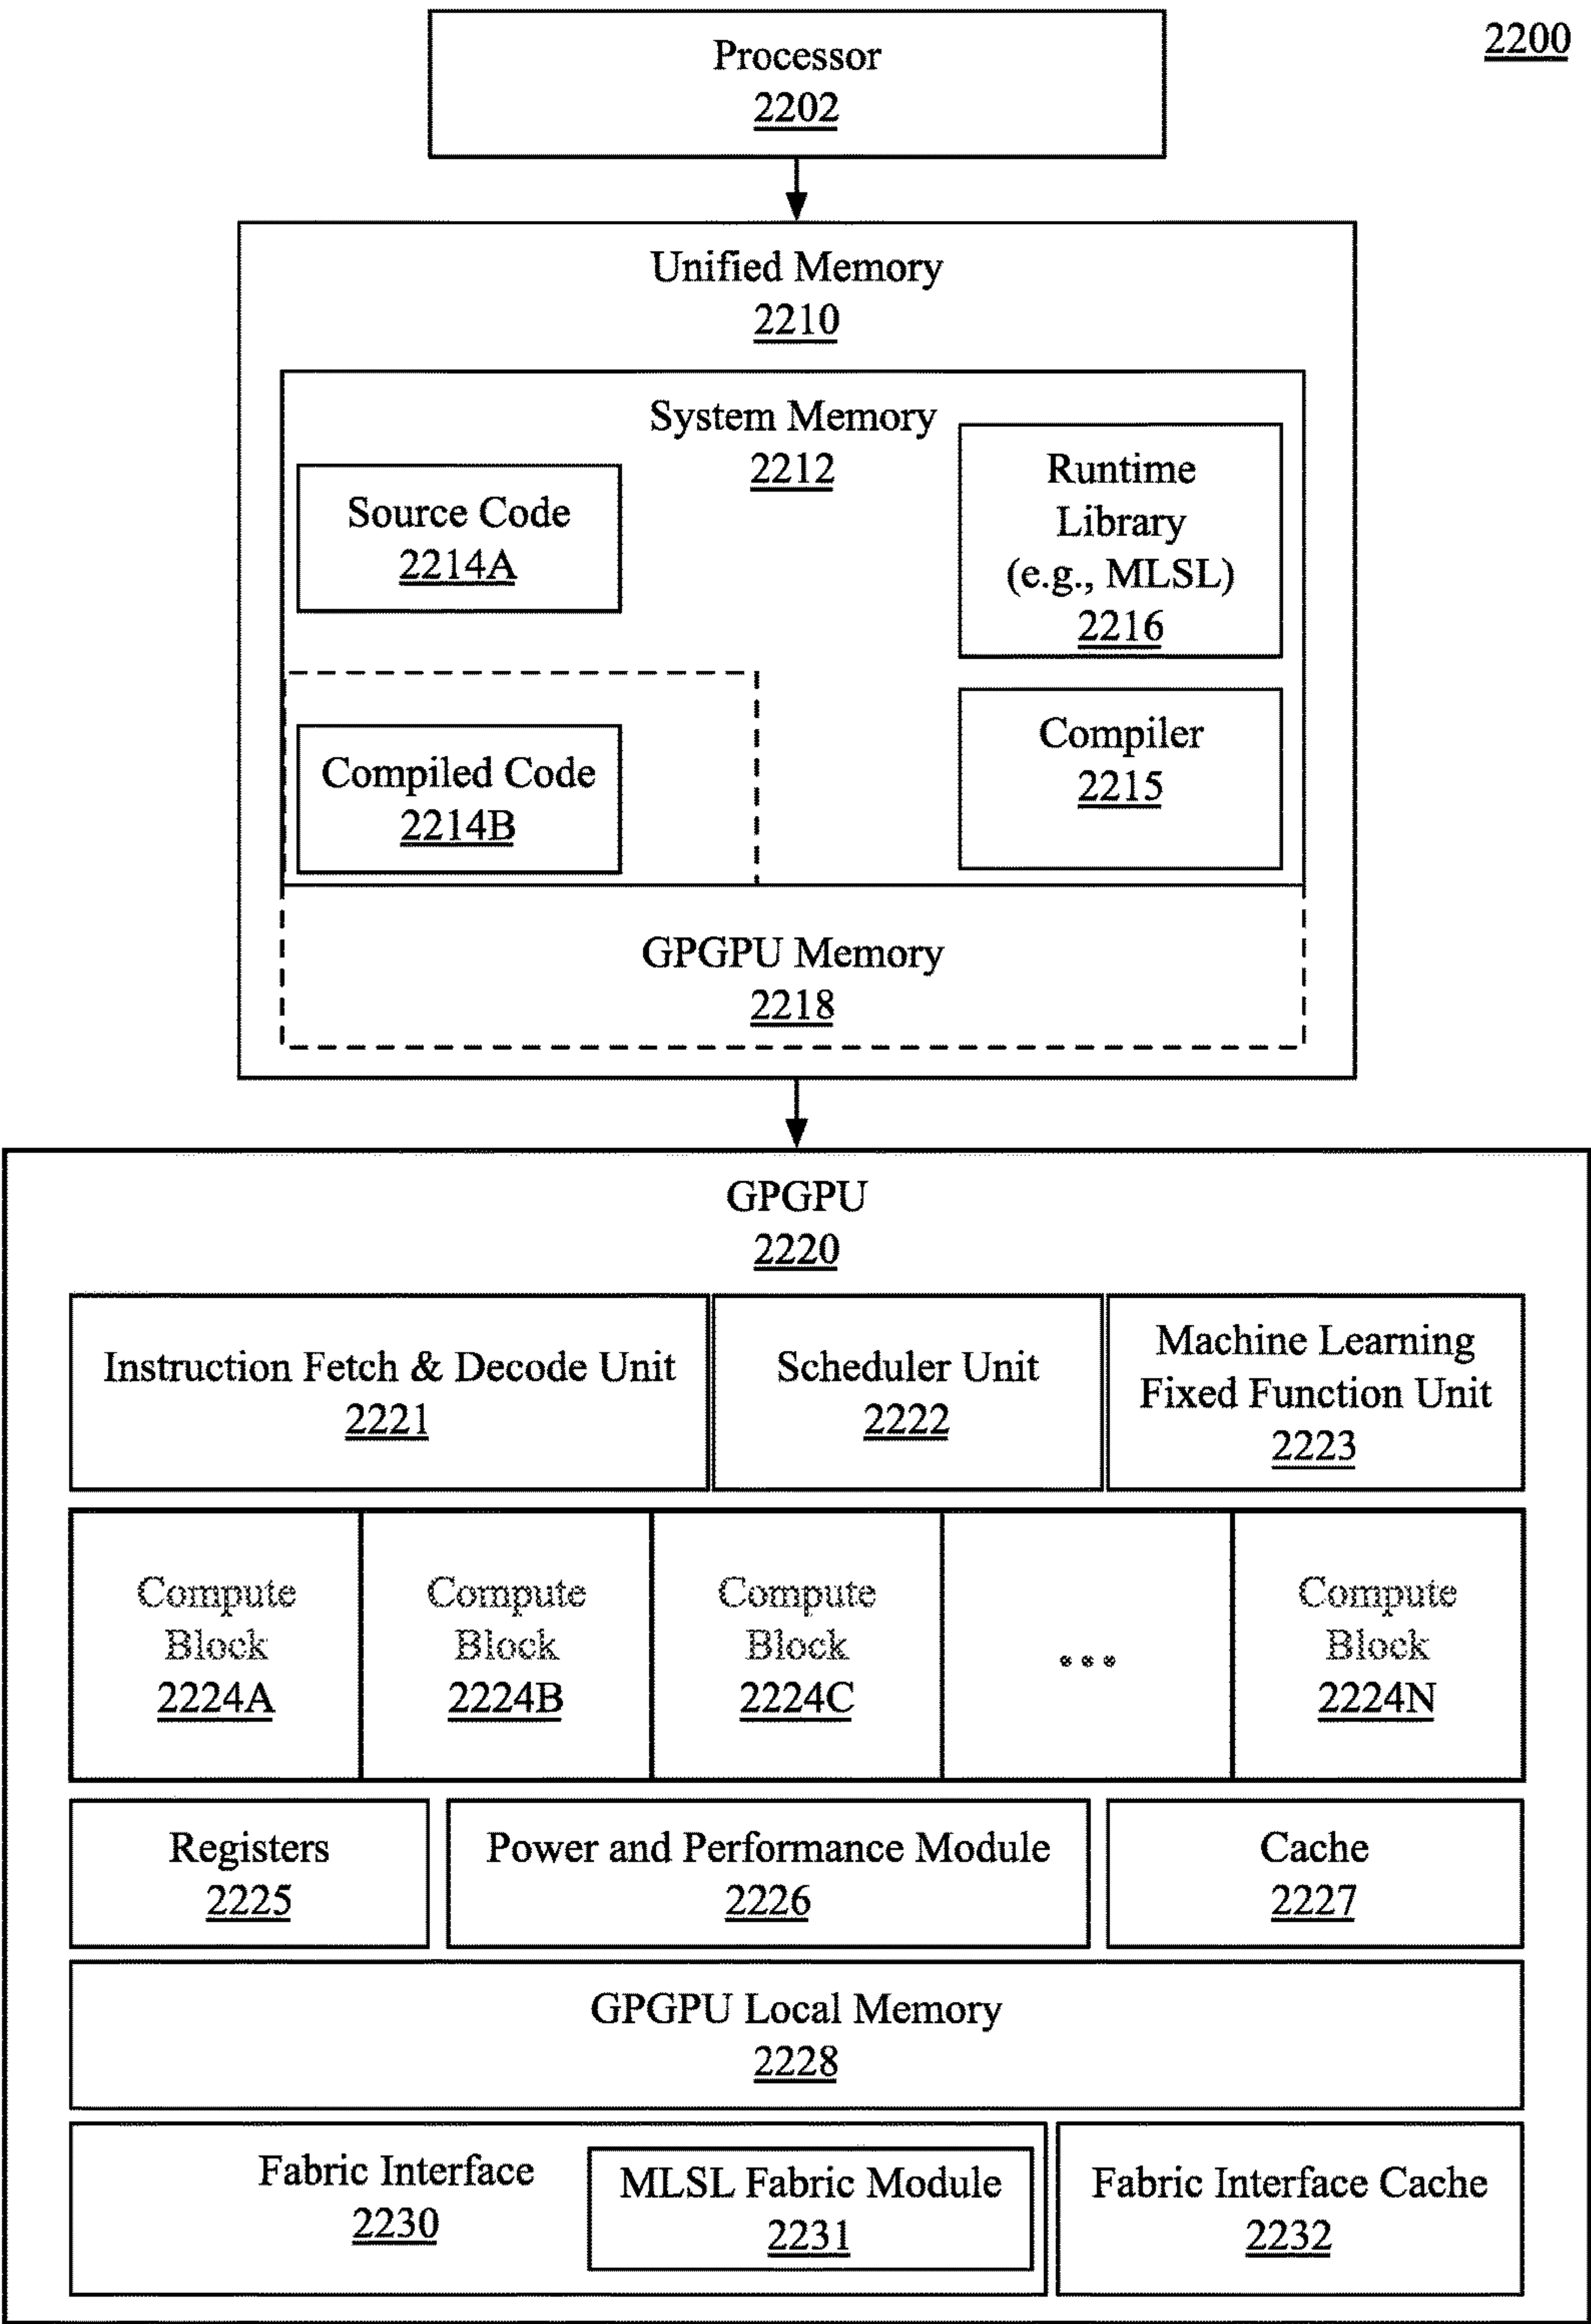 2200
Processor
2202
Unified Memory
2210
System Memory
2212
Source Code
2214A
Runtime
Library
(e.g., MLSL)
2216
Compiled Code
2214B
Compiler
2215
GPGPU Memory
2218
GPGPU
2220
Instruction Fetch & Decode Unit
2221
Scheduler Unit
2222
Machine Learning
Fixed Function Unit
2223
Compute
Block
2224A
Compute
Block
2224B
Compute
Block
2224C
...
Compute
Block
2224N
Registers
2225
Power and Performance Module
2226
Cache
2227
GPGPU Local Memory
2228
Fabric Interface
2230
MLSL Fabric Module
2231
Fabric Interface Cache
2232